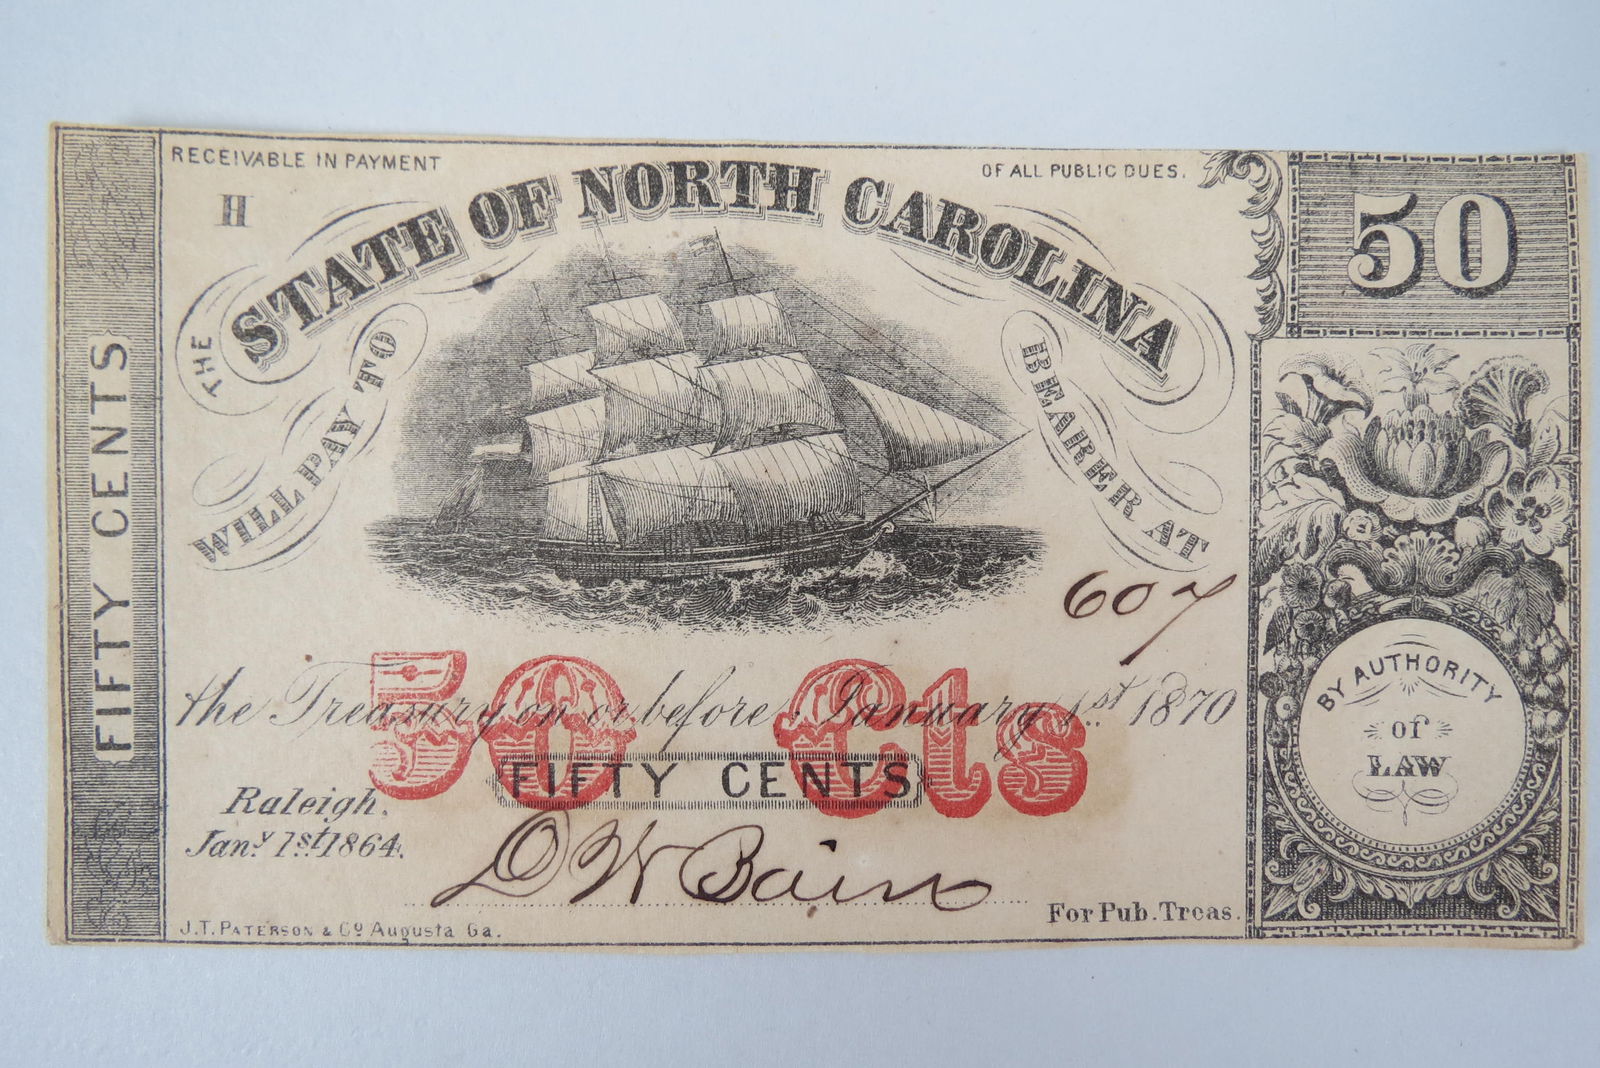 FIFTY CENTS
RECEIVABLE IN PAYMENT OF ALL PUBLIC DUES.
H
THE STATE OF NORTH CAROLINA
WILL PAY TO BEARER AT
607
the Treasury on or before January 1st 1870
50 Cts
FIFTY CENTS
Raleigh.
Jany. 1st. 1864.
D W Bain
For Pub. Treas.
J.T. PATERSON & Co Augusta Ga.
50
BY AUTHORITY
of
LAW